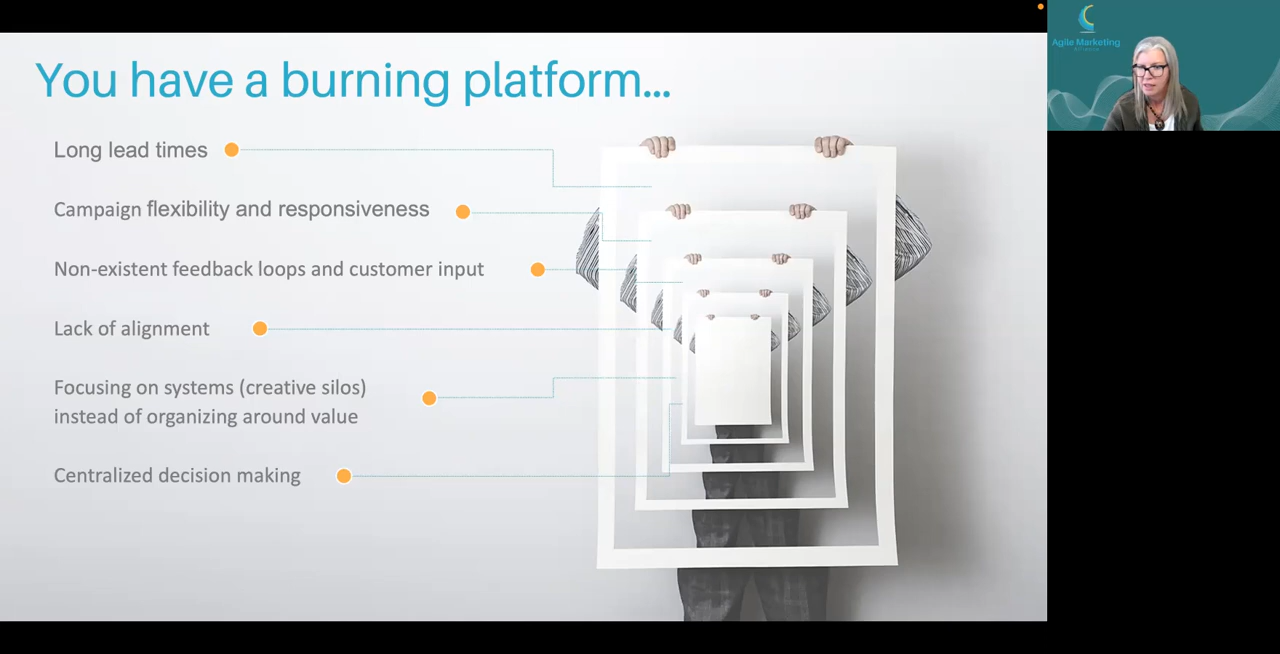 You have a burning platform...
Long lead times
Campaign flexibility and responsiveness
Non-existent feedback loops and customer input
Lack of alignment
Focusing on systems (creative silos)
instead of organizing around value
Centralized decision making
Agile Marketing